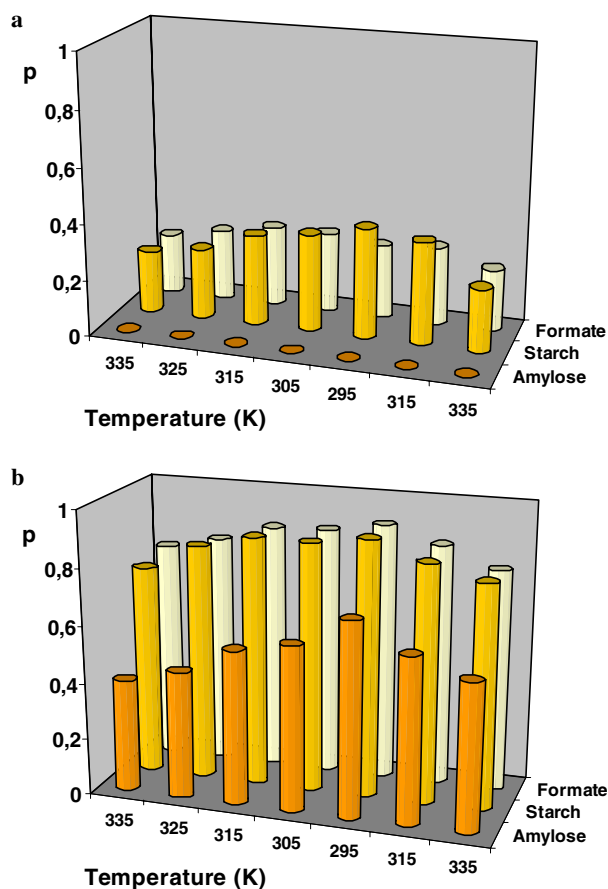 a
1
p
0,8
0,6
0,4
0,2
0
335
325
315
305
295
315
335
Formate
Starch
Amylose
Temperature (K)
b
1
p
0,8
0,6
0,4
0,2
0
335
325
315
305
295
315
335
Formate
Starch
Amylose
Temperature (K)